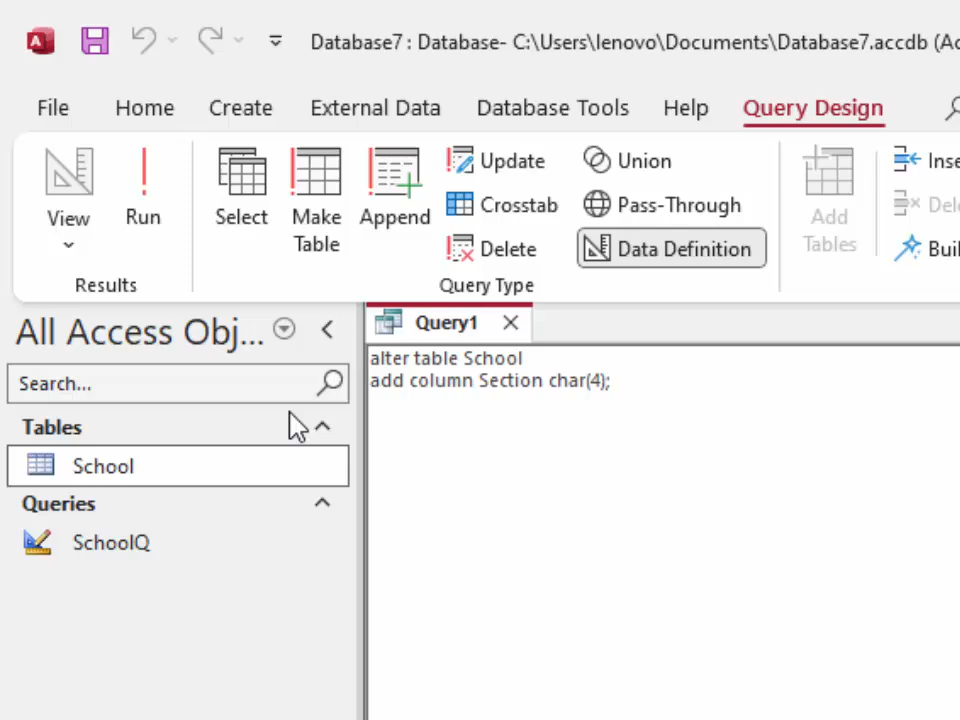 Database7 : Database- C:\Users\lenovo\Documents\Database7.accdb (Ac
File Home Create External Data Database Tools Help Query Design
View
Run
Results
Select
Make Table
Append
Update
Crosstab
Delete
Union
Pass-Through
Data Definition
Query Type
Add Tables
Inse
Dele
Buil
All Access Obj...
Search...
Tables
School
Queries
SchoolQ
Query1
alter table School
add column Section char(4);